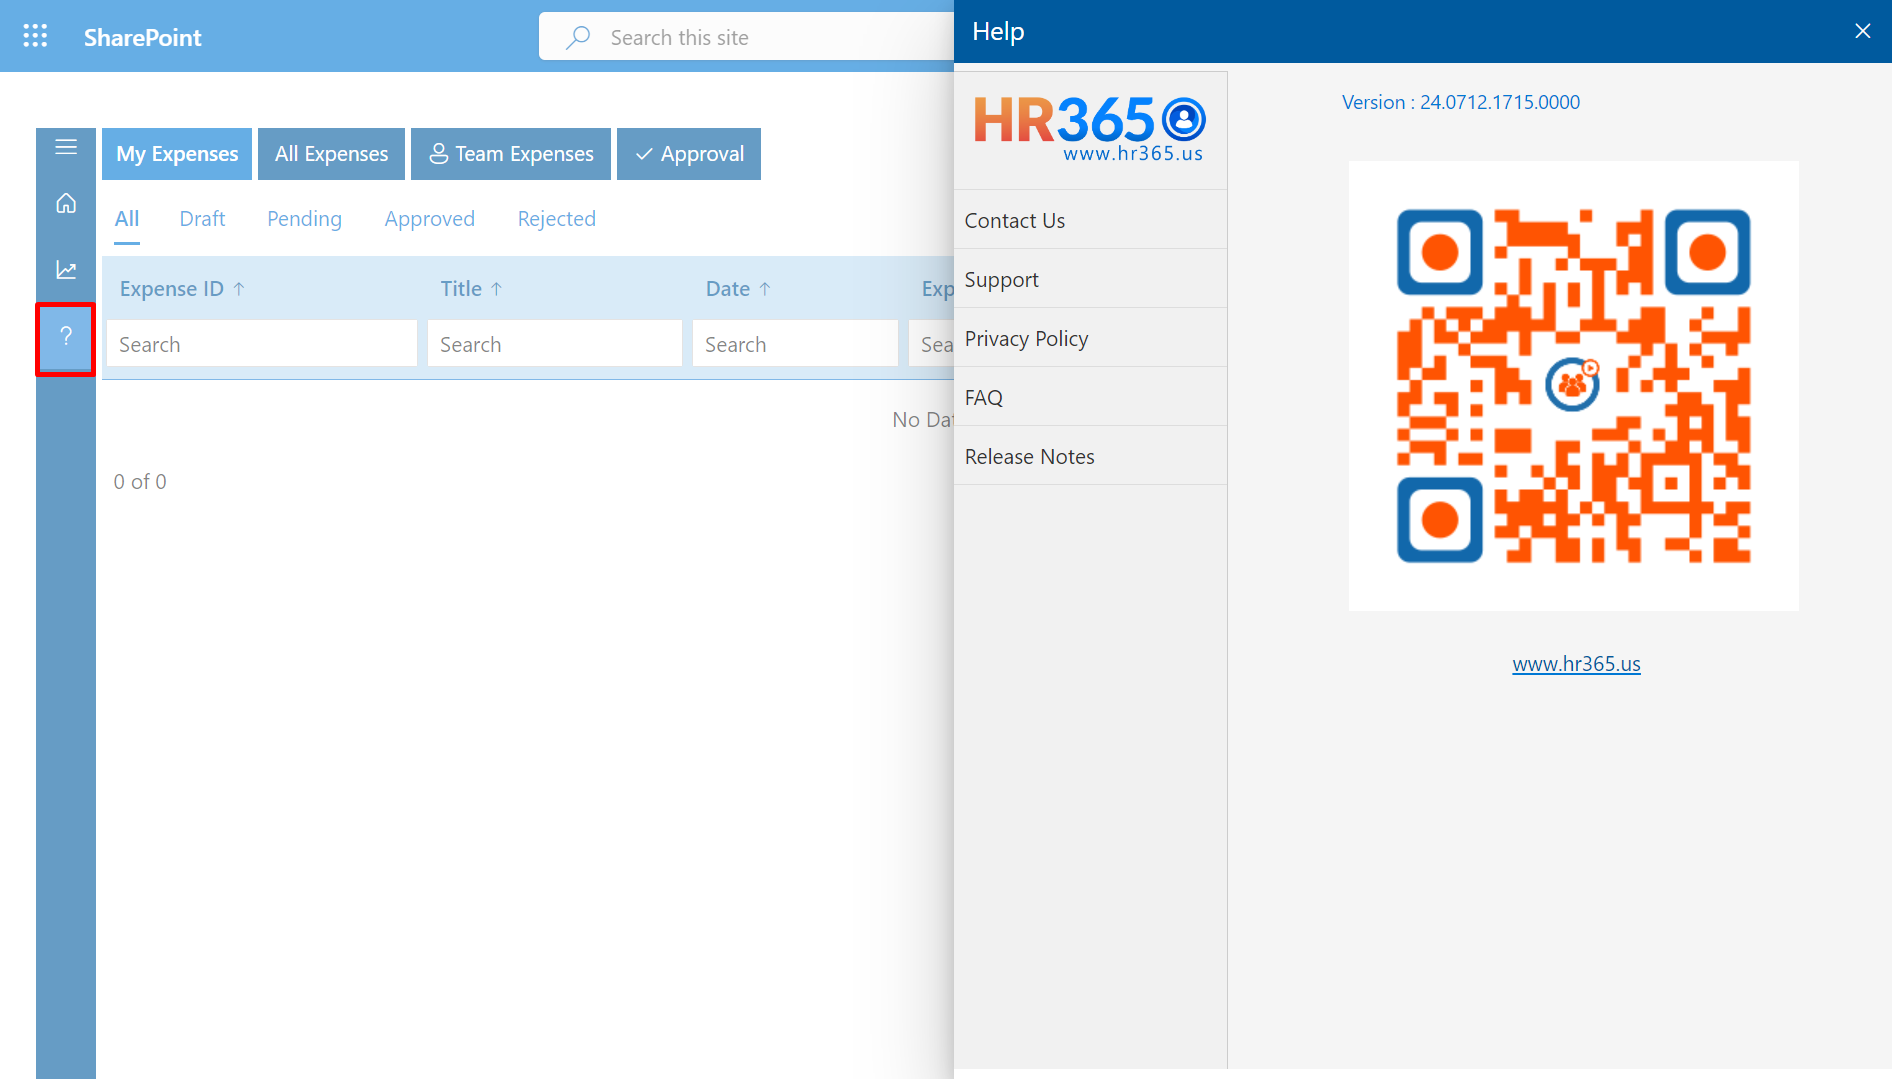 SharePoint
Search this site
Help
HR365
www.hr365.us
Version : 24.0712.1715.0000
My Expenses
All Expenses
Team Expenses
Approval
All
Draft
Pending
Approved
Rejected
Contact Us
Support
Privacy Policy
FAQ
Release Notes
Expense ID ↑
Title ↑
Date ↑
Exp
Search
Search
Search
Sea
No Dat
0 of 0
?
www.hr365.us